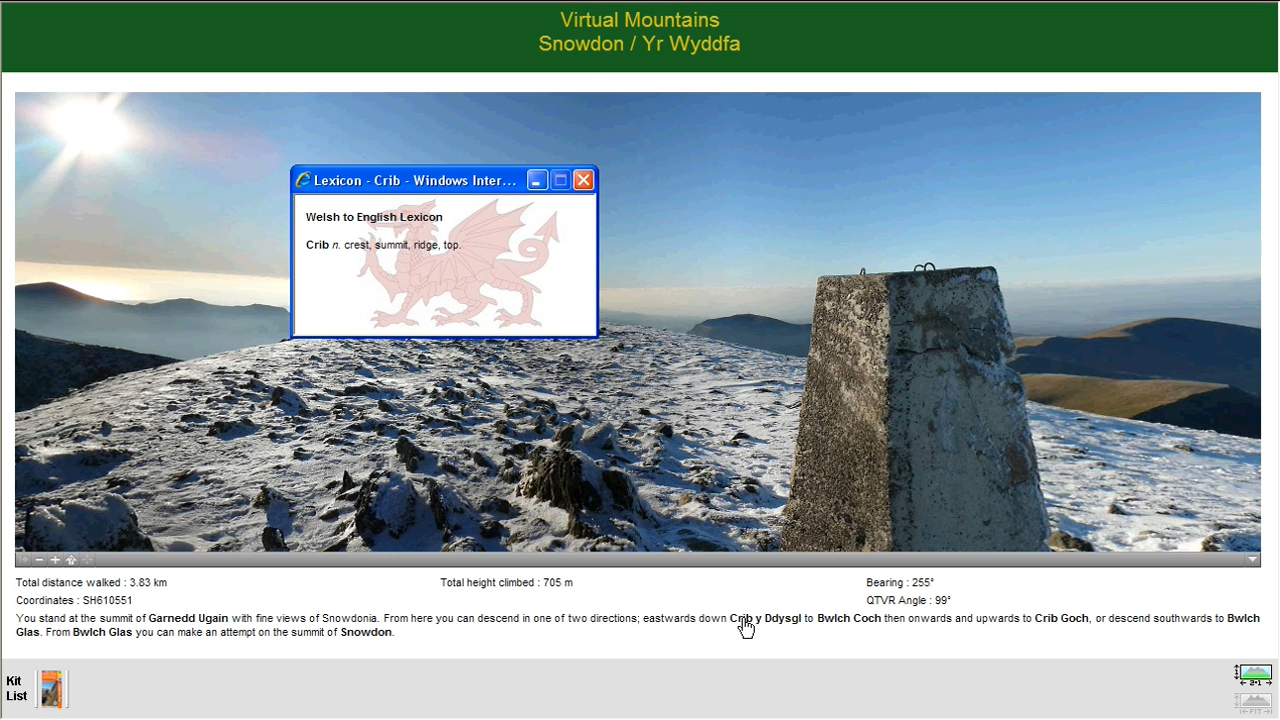 Virtual Mountains
Snowdon / Yr Wyddfa
Lexicon - Crib - Windows Inter...
Welsh to English Lexicon
Crib n. crest, summit, ridge, top.
Total distance walked : 3.83 km
Total height climbed : 705 m
Bearing : 255°
Coordinates : SH610551
QTVR Angle : 99°
You stand at the summit of Garnedd Ugain with fine views of Snowdonia. From here you can descend in one of two directions; eastwards down Crib y Ddysgl to Bwlch Coch then onwards and upwards to Crib Goch, or descend southwards to Bwlch
Glas. From Bwlch Glas you can make an attempt on the summit of Snowdon.
Kit
List
2:1
FIT